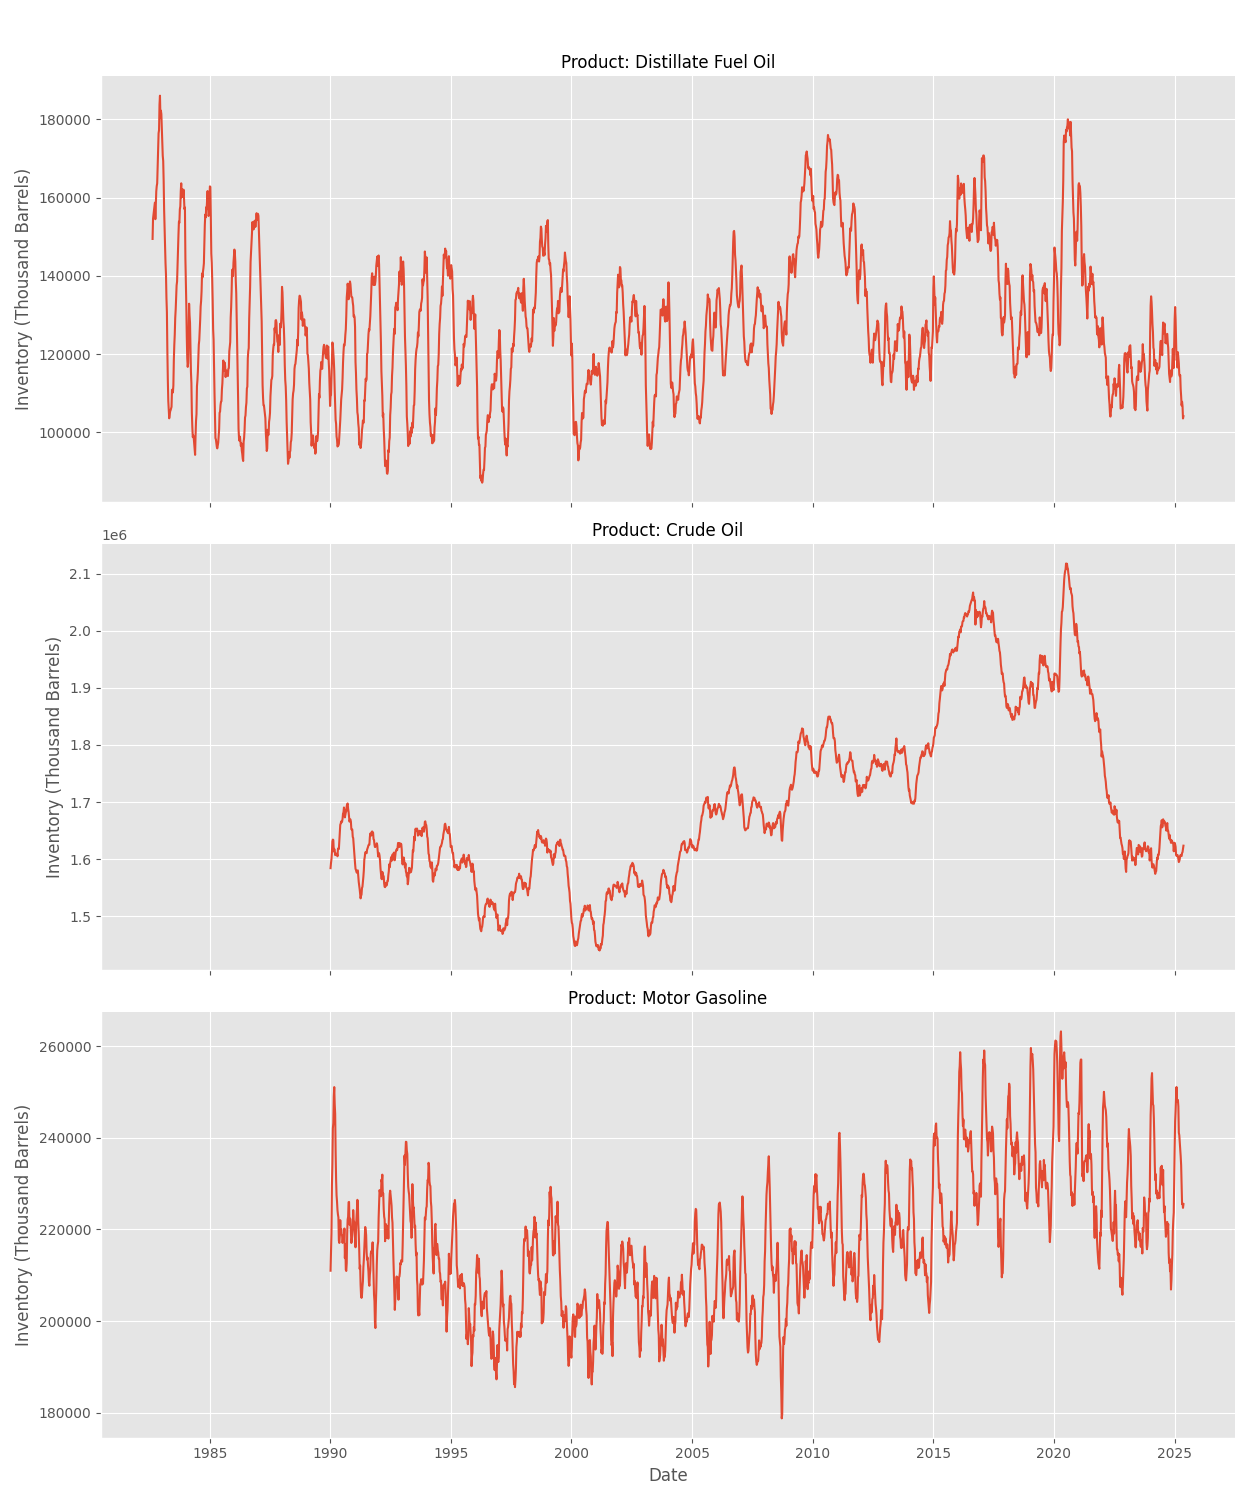 Product: Distillate Fuel Oil
Inventory (Thousand Barrels)
180000
160000
140000
120000
100000
Product: Crude Oil
1e6
Inventory (Thousand Barrels)
2.1
2.0
1.9
1.8
1.7
1.6
1.5
Product: Motor Gasoline
Inventory (Thousand Barrels)
260000
240000
220000
200000
180000
1985 1990 1995 2000 2005 2010 2015 2020 2025
Date